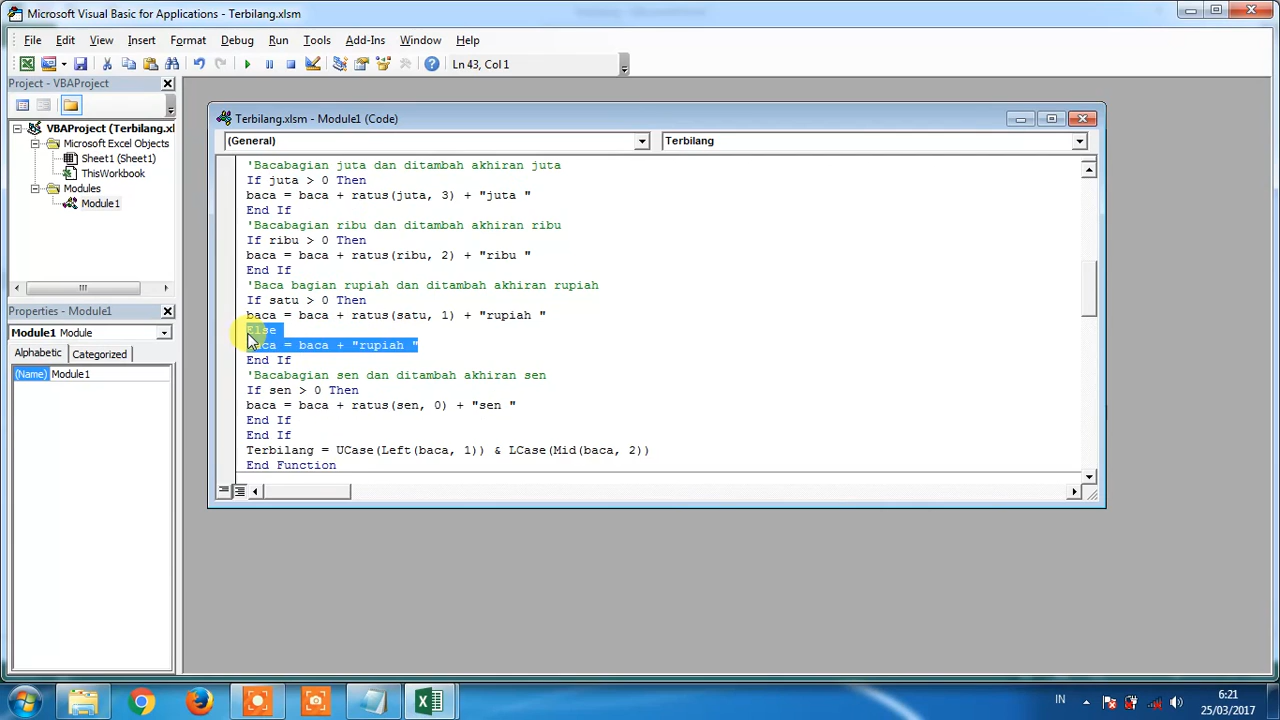 Microsoft Visual Basic for Applications - Terbilang.xlsm
File Edit View Insert Format Debug Run Tools Add-Ins Window Help
Ln 43, Col 1
Project - VBAProject
VBAProject (Terbilang.xl
Microsoft Excel Objects
Sheet1 (Sheet1)
ThisWorkbook
Modules
Module1
Properties - Module1
Module1 Module
Alphabetic Categorized
(Name) Module1
Terbilang.xlsm - Module1 (Code)
(General) Terbilang
'Bacabagian juta dan ditambah akhiran juta
If juta > 0 Then
baca = baca + ratus(juta, 3) + "juta "
End If
'Bacabagian ribu dan ditambah akhiran ribu
If ribu > 0 Then
baca = baca + ratus(ribu, 2) + "ribu "
End If
'Baca bagian rupiah dan ditambah akhiran rupiah
If satu > 0 Then
baca = baca + ratus(satu, 1) + "rupiah "
Else
baca = baca + "rupiah "
End If
'Bacabagian sen dan ditambah akhiran sen
If sen > 0 Then
baca = baca + ratus(sen, 0) + "sen "
End If
End If
Terbilang = UCase(Left(baca, 1)) & LCase(Mid(baca, 2))
End Function
IN
6:21
25/03/2017